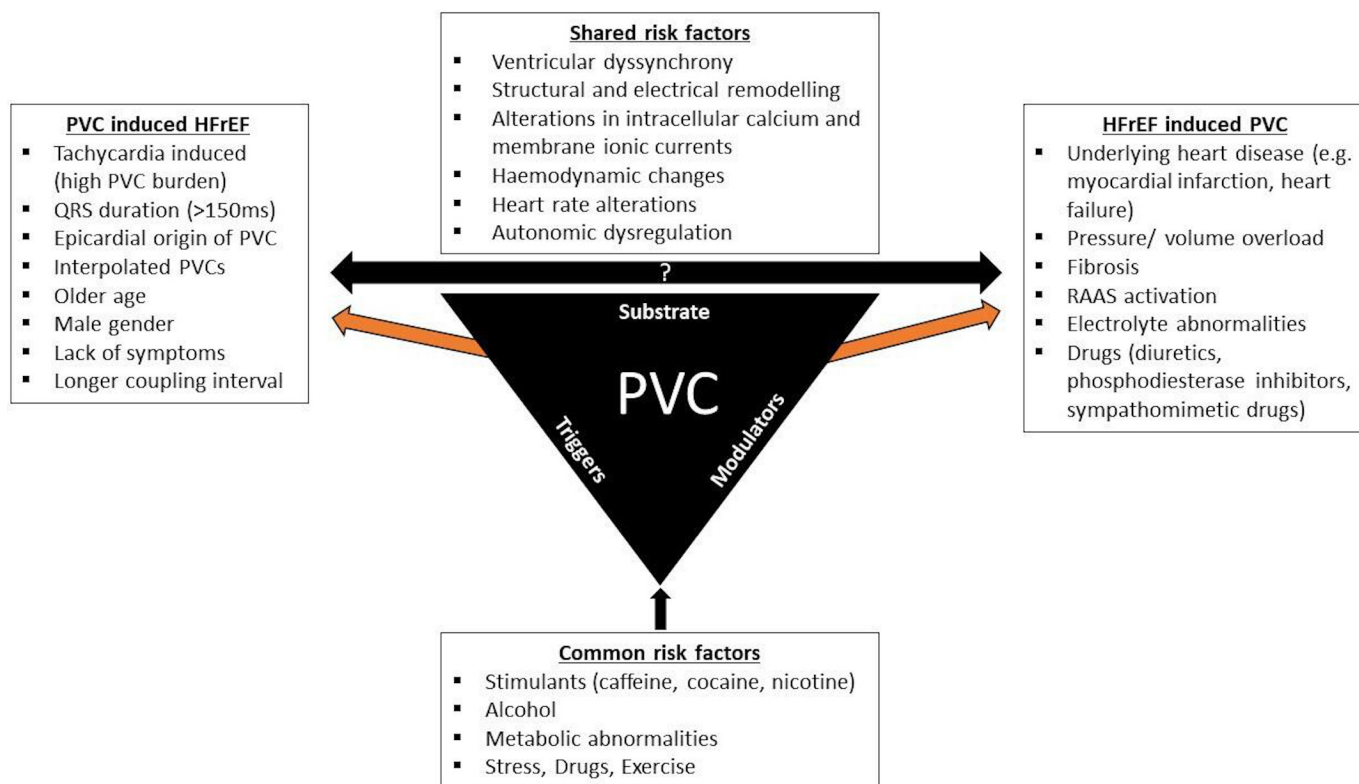 Shared risk factors
▪ Ventricular dyssynchrony
▪ Structural and electrical remodelling
▪ Alterations in intracellular calcium and
membrane ionic currents
▪ Haemodynamic changes
▪ Heart rate alterations
▪ Autonomic dysregulation
PVC induced HFrEF
▪ Tachycardia induced
(high PVC burden)
▪ QRS duration (>150ms)
▪ Epicardial origin of PVC
▪ Interpolated PVCs
▪ Older age
▪ Male gender
▪ Lack of symptoms
▪ Longer coupling interval
HFrEF induced PVC
▪ Underlying heart disease (e.g.
myocardial infarction, heart
failure)
▪ Pressure/ volume overload
▪ Fibrosis
▪ RAAS activation
▪ Electrolyte abnormalities
▪ Drugs (diuretics,
phosphodiesterase inhibitors,
sympathomimetic drugs)
?
Substrate
PVC
Triggers
Modulators
Common risk factors
▪ Stimulants (caffeine, cocaine, nicotine)
▪ Alcohol
▪ Metabolic abnormalities
▪ Stress, Drugs, Exercise